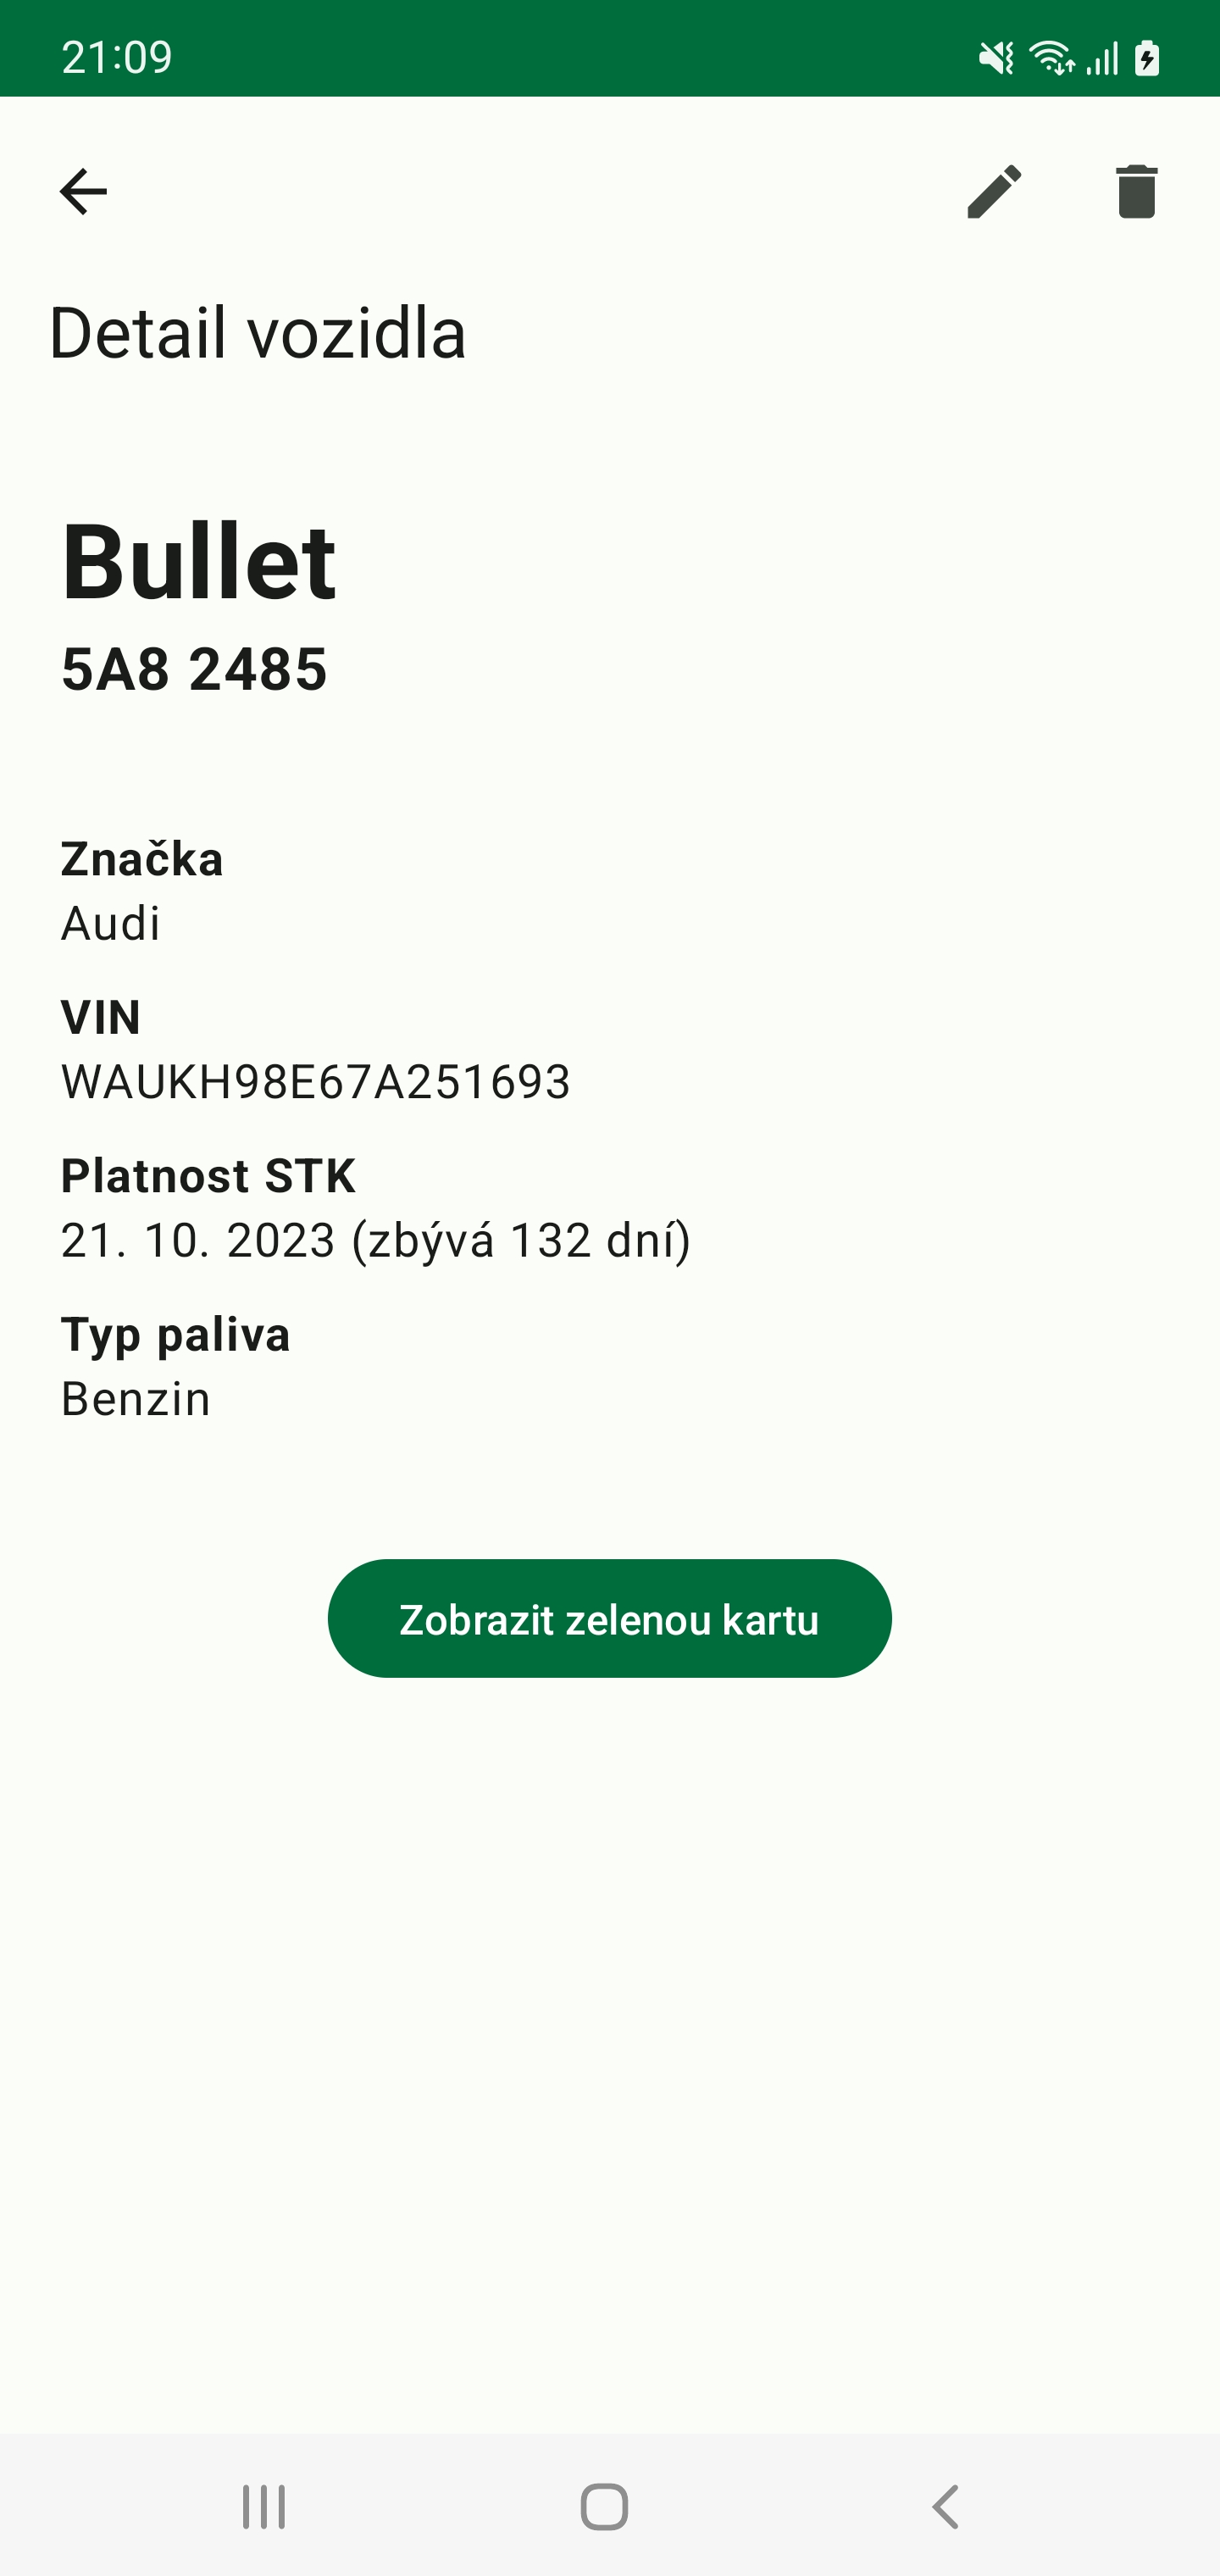 21:09
Detail vozidla
Bullet
5A8 2485
Značka
Audi
VIN
WAUKH98E67A251693
Platnost STK
21. 10. 2023 (zbývá 132 dní)
Typ paliva
Benzin
Zobrazit zelenou kartu